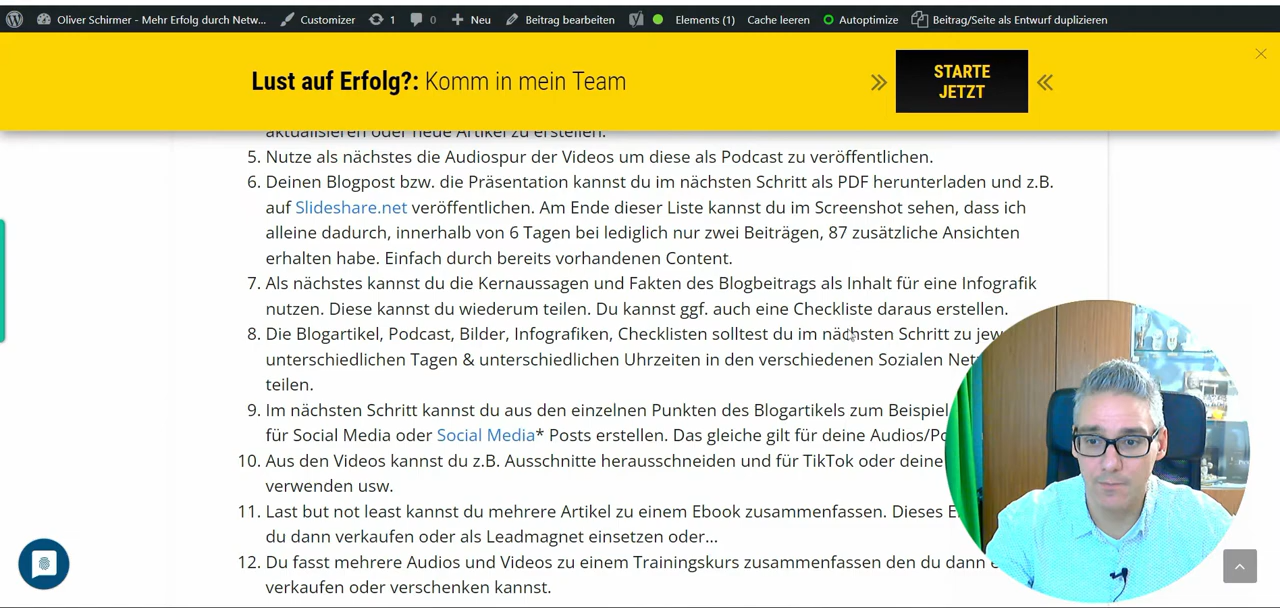 Oliver Schirmer - Mehr Erfolg durch Netw... Customizer 1 0 Neu Beitrag bearbeiten Elements (1) Cache leeren Autoptimize Beitrag/Seite als Entwurf duplizieren
Lust auf Erfolg?: Komm in mein Team
STARTE
JETZT
aktualisieren oder neue Artikel zu erstellen.
5. Nutze als nächstes die Audiospur der Videos um diese als Podcast zu veröffentlichen.
6. Deinen Blogpost bzw. die Präsentation kannst du im nächsten Schritt als PDF herunterladen und z.B.
auf Slideshare.net veröffentlichen. Am Ende dieser Liste kannst du im Screenshot sehen, dass ich
alleine dadurch, innerhalb von 6 Tagen bei lediglich nur zwei Beiträgen, 87 zusätzliche Ansichten
erhalten habe. Einfach durch bereits vorhandenen Content.
7. Als nächstes kannst du die Kernaussagen und Fakten des Blogbeitrags als Inhalt für eine Infografik
nutzen. Diese kannst du wiederum teilen. Du kannst ggf. auch eine Checkliste daraus erstellen.
8. Die Blogartikel, Podcast, Bilder, Infografiken, Checklisten solltest du im nächsten Schritt zu
unterschiedlichen Tagen & unterschiedlichen Uhrzeiten in den verschiedenen Sozialen
teilen.
9. Im nächsten Schritt kannst du aus den einzelnen Punkten des Blogartikels zum Beispiel
für Social Media oder Social Media* Posts erstellen. Das gleiche gilt für deine
10. Aus den Videos kannst du z.B. Ausschnitte herausschneiden und für TikTok oder deine
verwenden usw.
11. Last but not least kannst du mehrere Artikel zu einem Ebook zusammenfassen. Dieses
du dann verkaufen oder als Leadmagnet einsetzen oder...
12. Du fasst mehrere Audios und Videos zu einem Trainingskurs zusammenfassen den du dann
verkaufen oder verschenken kannst.